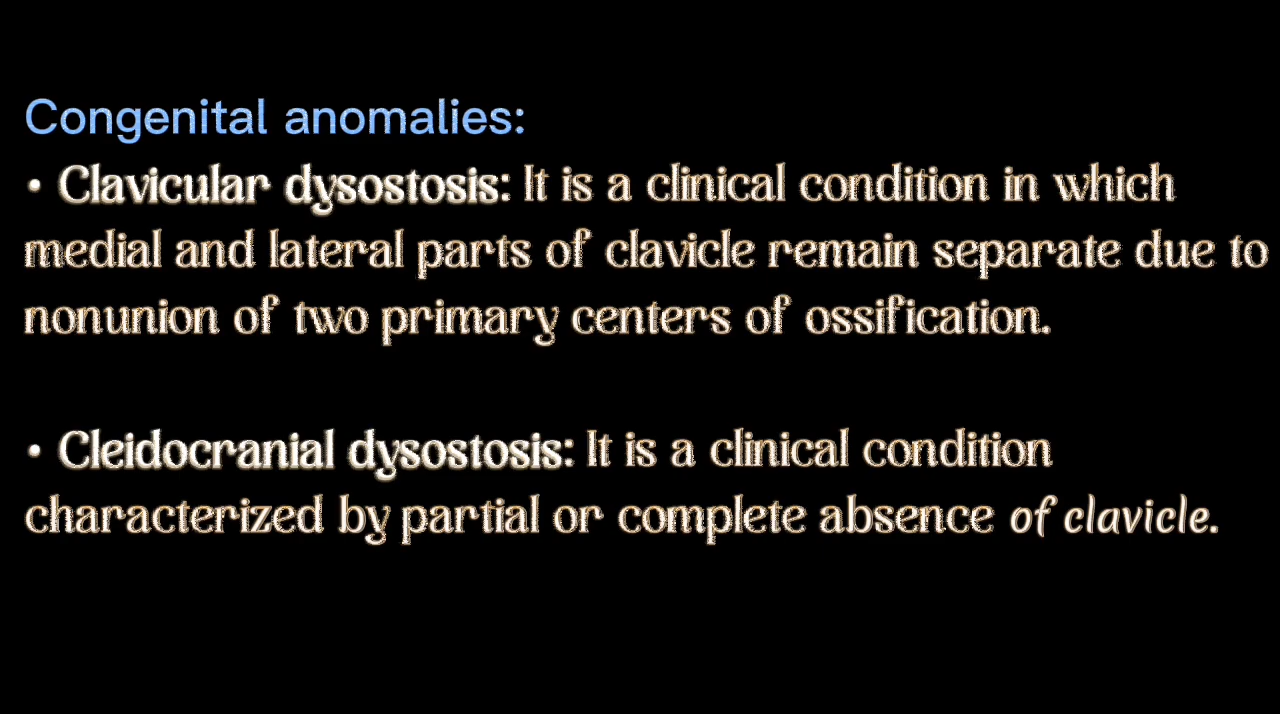 Congenital anomalies:
• Clavicular dysostosis: It is a clinical condition in which
medial and lateral parts of clavicle remain separate due to
nonunion of two primary centers of ossification.
• Cleidocranial dysostosis: It is a clinical condition
characterized by partial or complete absence of clavicle.